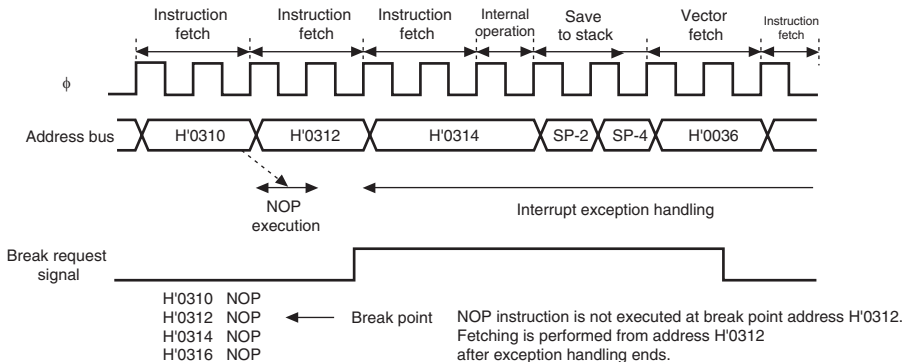 Instruction fetch
Instruction fetch
Instruction fetch
Internal operation
Save to stack
Vector fetch
Instruction fetch
ϕ
Address bus
H'0310
H'0312
H'0314
SP-2
SP-4
H'0036
NOP execution
Interrupt exception handling
Break request signal
H'0310 NOP
H'0312 NOP
H'0314 NOP
H'0316 NOP
Break point
NOP instruction is not executed at break point address H'0312.
Fetching is performed from address H'0312
after exception handling ends.